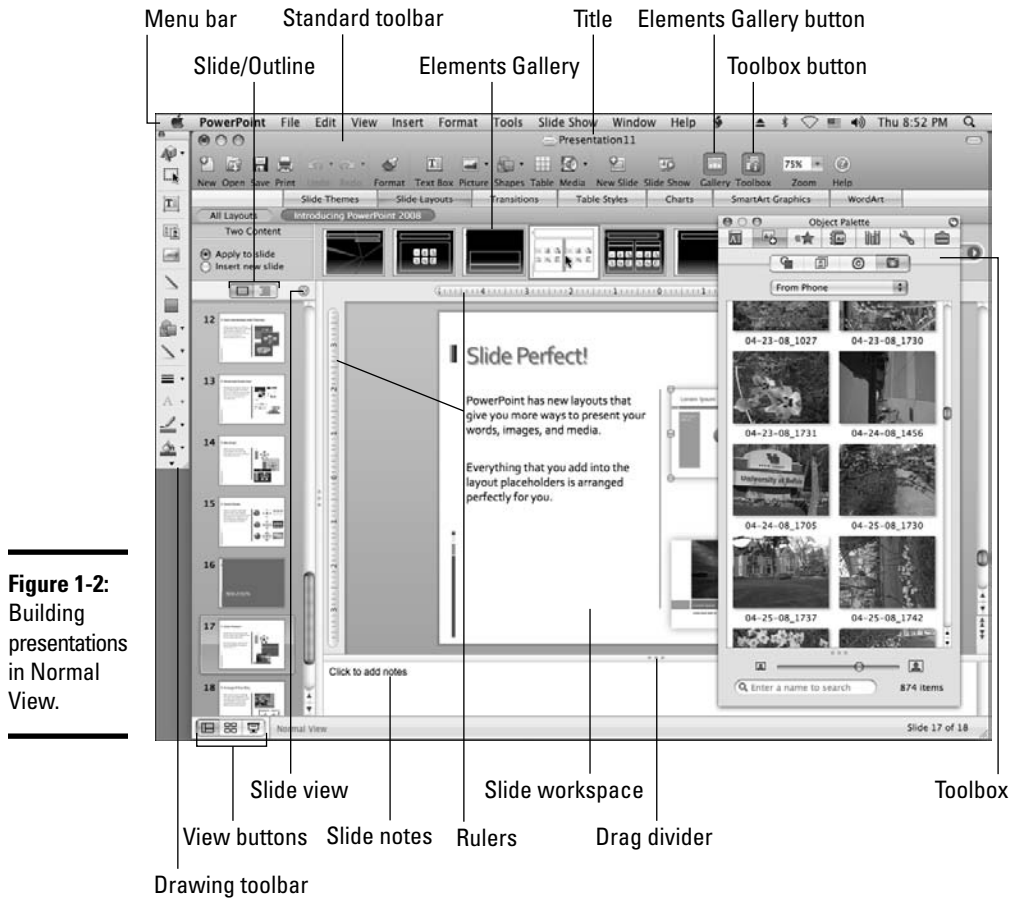 Menu bar
Standard toolbar
Title
Elements Gallery button
Slide/Outline
Elements Gallery
Toolbox button
PowerPoint File Edit View Insert Format Tools Slide Show Window Help
Thu 8:52 PM
Presentation11
75%
New Open Save Print Undo Redo Format Text Box Picture Shapes Table Media New Slide Slide Show Gallery Toolbox Zoom Help
Slide Themes Slide Layouts Transitions Table Styles Charts SmartArt Graphics WordArt
All Layouts Introducing PowerPoint 2008
Two Content
Apply to slide
Insert new slide
Object Palette
From Phone
04-23-08_1027 04-23-08_1730
04-23-08_1731 04-24-08_1456
04-24-08_1705 04-25-08_1730
04-25-08_1737 04-25-08_1742
Enter a name to search
874 items
12
13
14
15
16
17
18
Slide Perfect!
PowerPoint has new layouts that
give you more ways to present your
words, images, and media.
Everything that you add into the
layout placeholders is arranged
perfectly for you.
Click to add notes
Normal View
Slide 17 of 18
Figure 1-2:
Building
presentations
in Normal
View.
Slide view
Slide workspace
Toolbox
View buttons
Slide notes
Rulers
Drag divider
Drawing toolbar